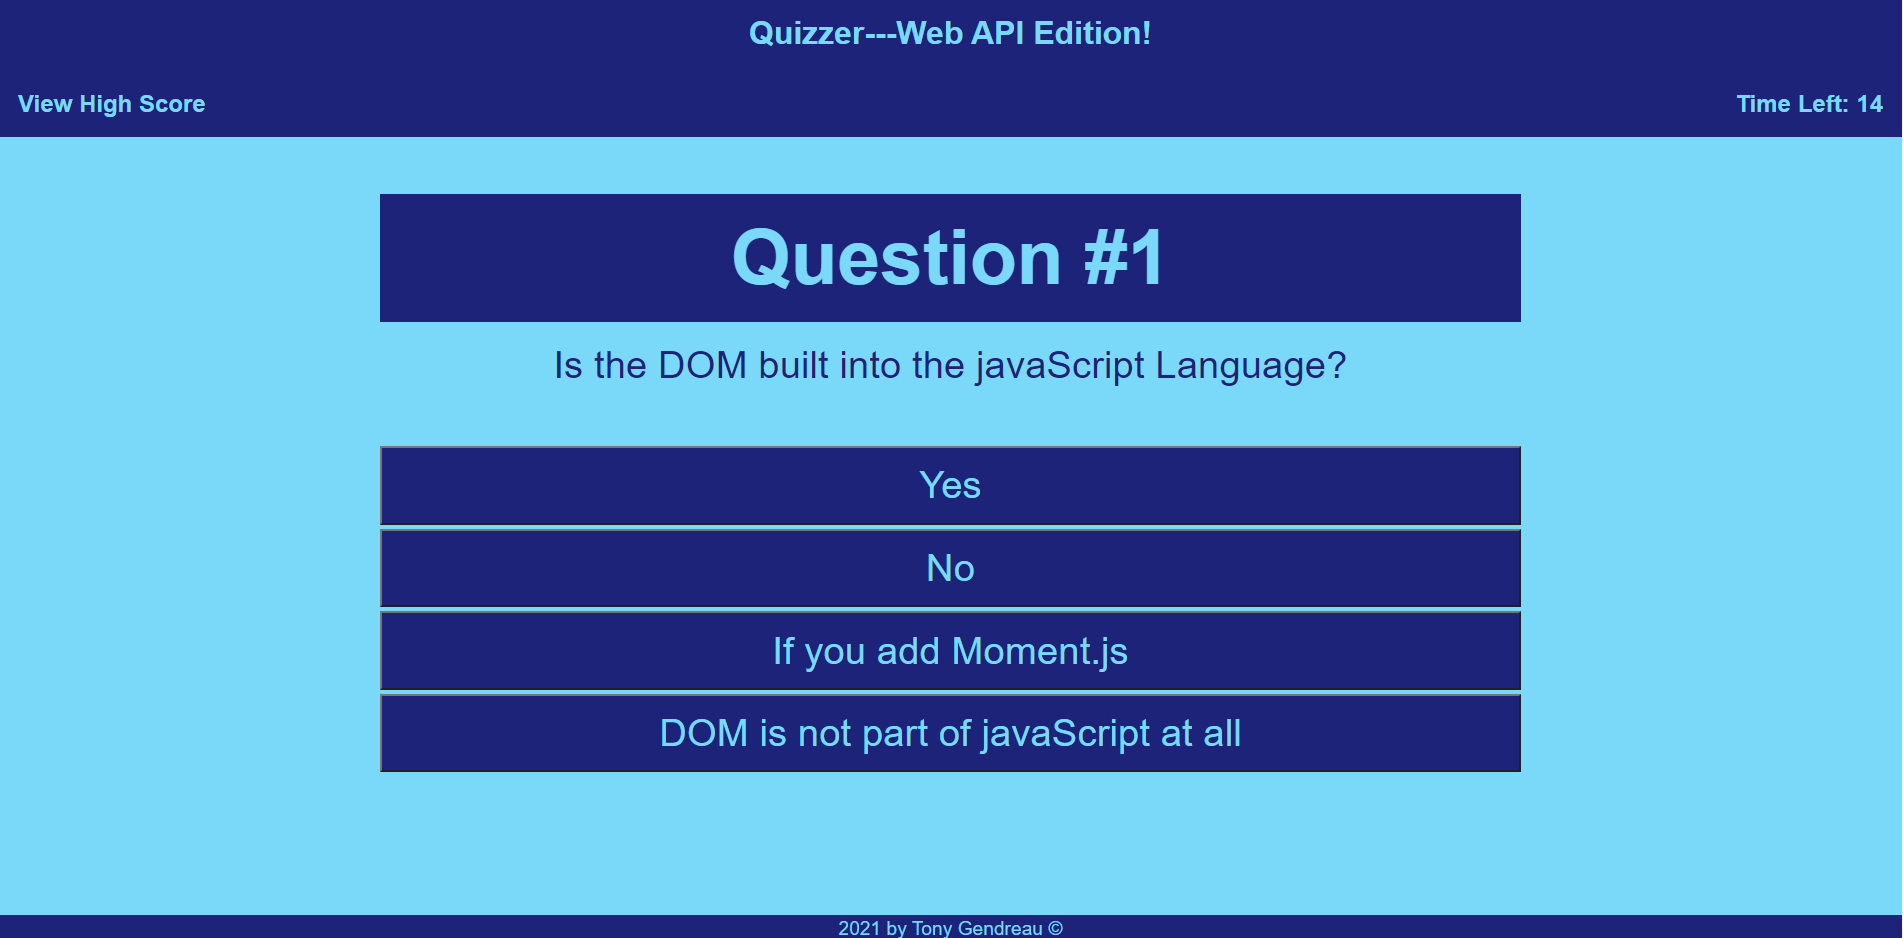 Quizzer---Web API Edition!
View High Score
Time Left: 14
Question #1
Is the DOM built into the javaScript Language?
Yes
No
If you add Moment.js
DOM is not part of javaScript at all
2021 by Tony Gendreau ©